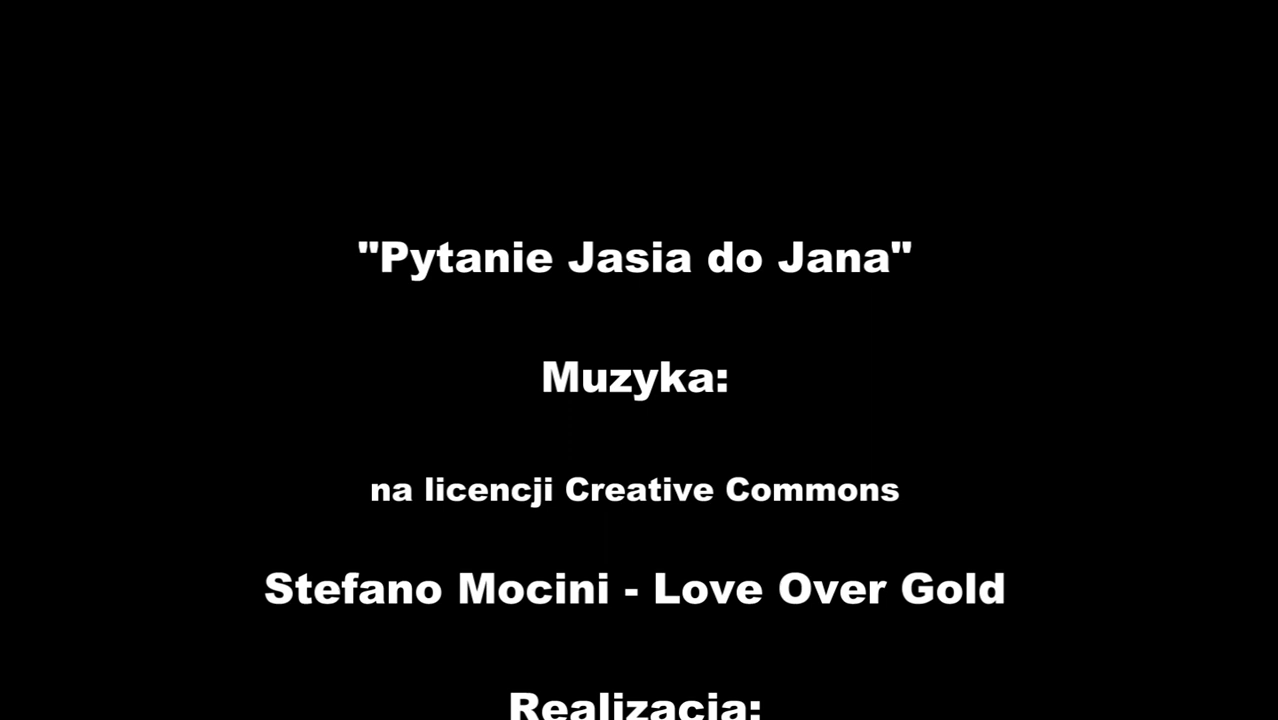 "Pytanie Jasia do Jana"
Muzyka:
na licencji Creative Commons
Stefano Mocini - Love Over Gold
Realizacja: